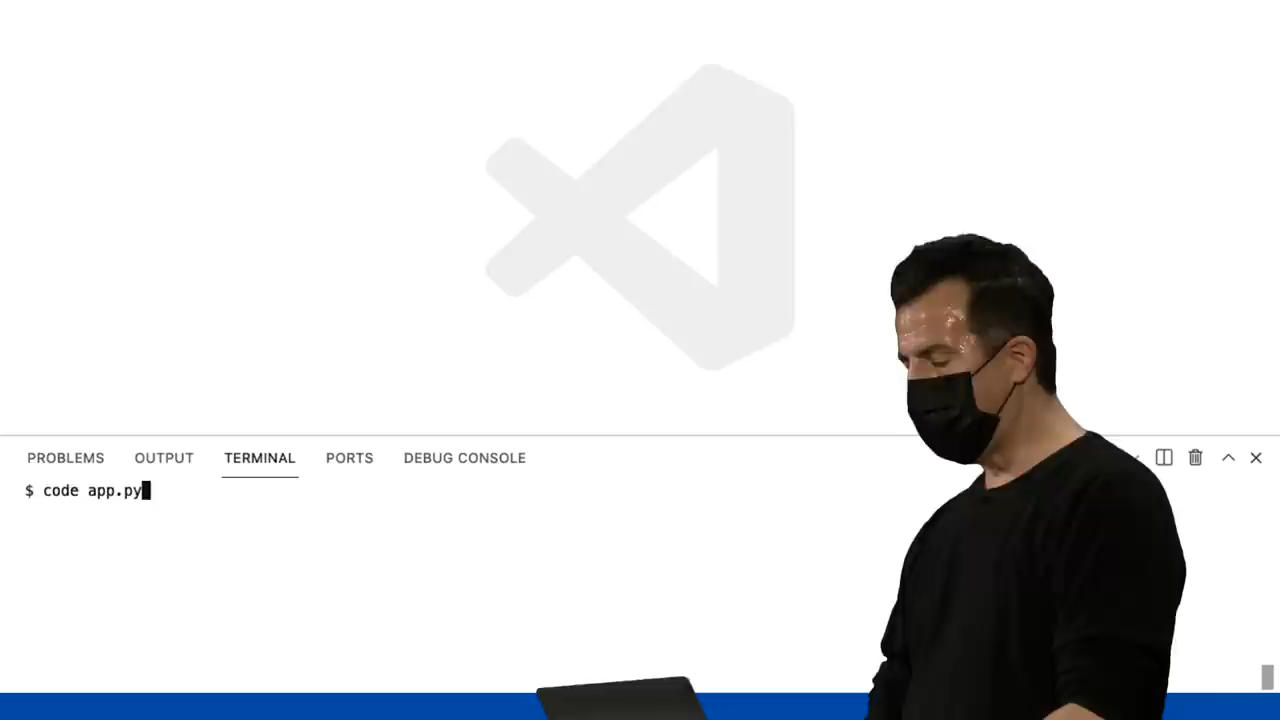 PROBLEMS OUTPUT TERMINAL PORTS DEBUG CONSOLE
$ code app.py